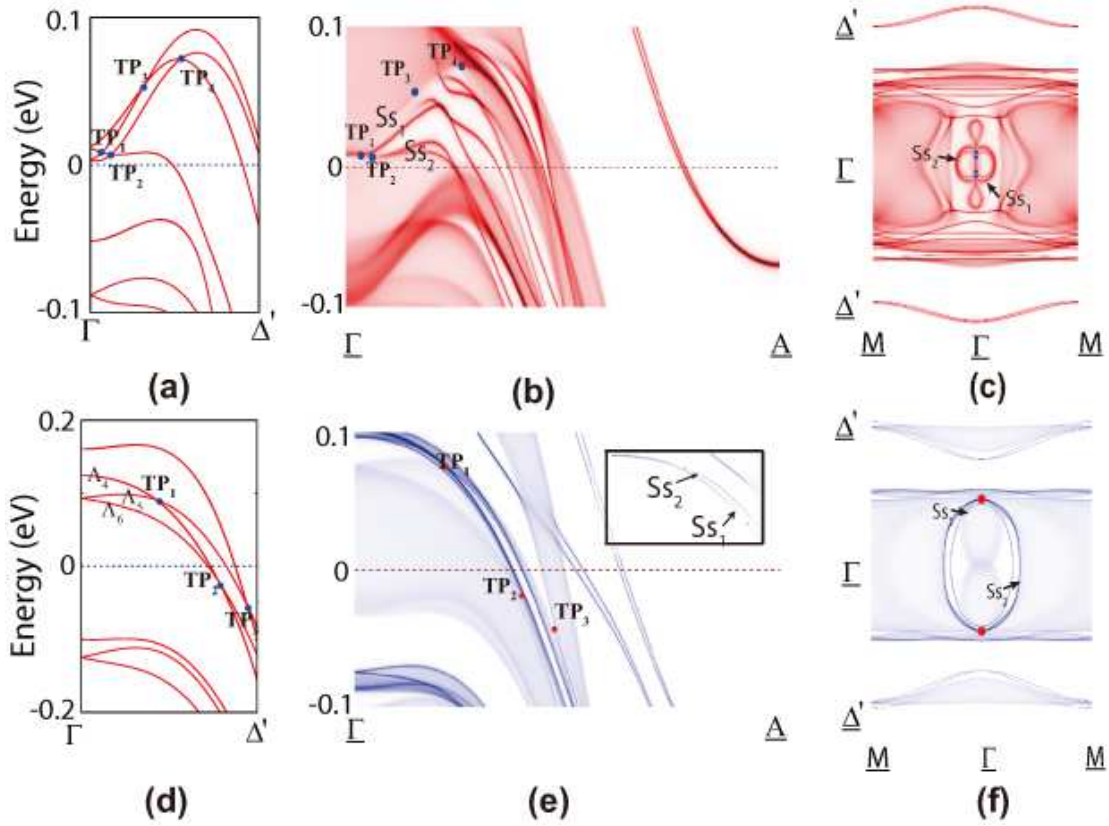 0.1
0
-0.1
Energy (eV)
TP₃
TP₄
TP₁
TP₂
Γ
Δ'
(a)
0.1
0
-0.1
TP₄
TP₃
TP₁
TP₂
Ss₁
Ss₂
Γ
A
(b)
Δ'
Γ
Δ'
Ss₂
Ss₁
M
Γ
M
(c)
0.2
0
-0.2
Energy (eV)
Λ₄
Λ₅
Λ₆
TP₁
TP₂
TP
Γ
Δ'
(d)
0.1
0
-0.1
TP₁
TP₂
TP₃
Ss₂
Ss₁
Γ
A
(e)
Δ'
Γ
Δ'
Ss
Ss₂
M
Γ
M
(f)